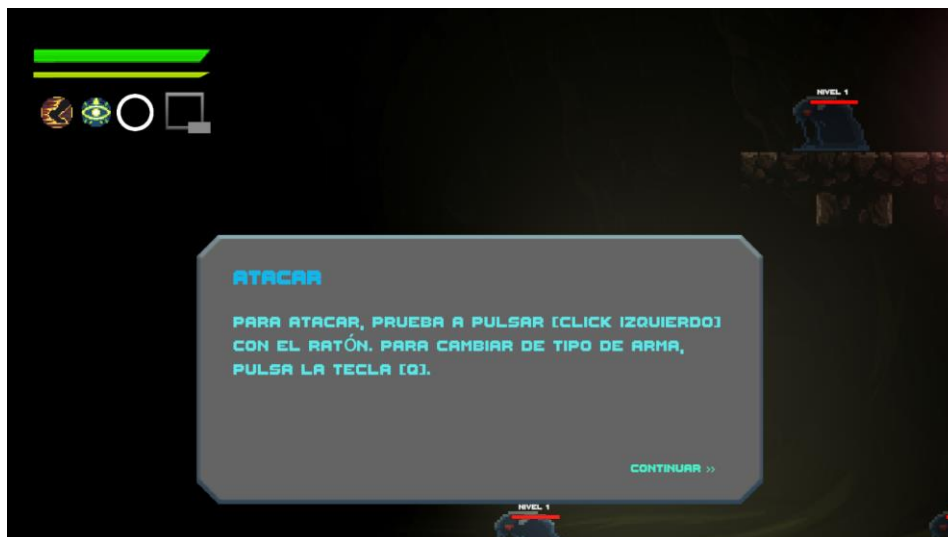 NIVEL 1
ATACAR
PARA ATACAR, PRUEBA A PULSAR [CLICK IZQUIERDO]
CON EL RATÓN. PARA CAMBIAR DE TIPO DE ARMA,
PULSA LA TECLA [Q].
CONTINUAR >>
NIVEL 1